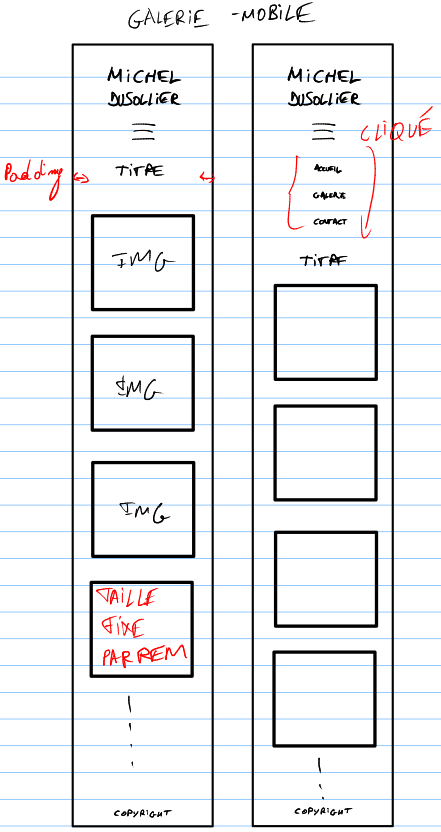 GALERIE - MOBILE
MiCHEL
DUSOLLIER
Padding
TiTRE
IMG
IMG
IMG
TAILLE
FIXE
PAR REM
COPYRIGHT
MiCHEL
DUSOLLIER
CLIQUÉ
ACCUEIL
GALERIE
CONTACT
TiTRE
COPYRIGHT